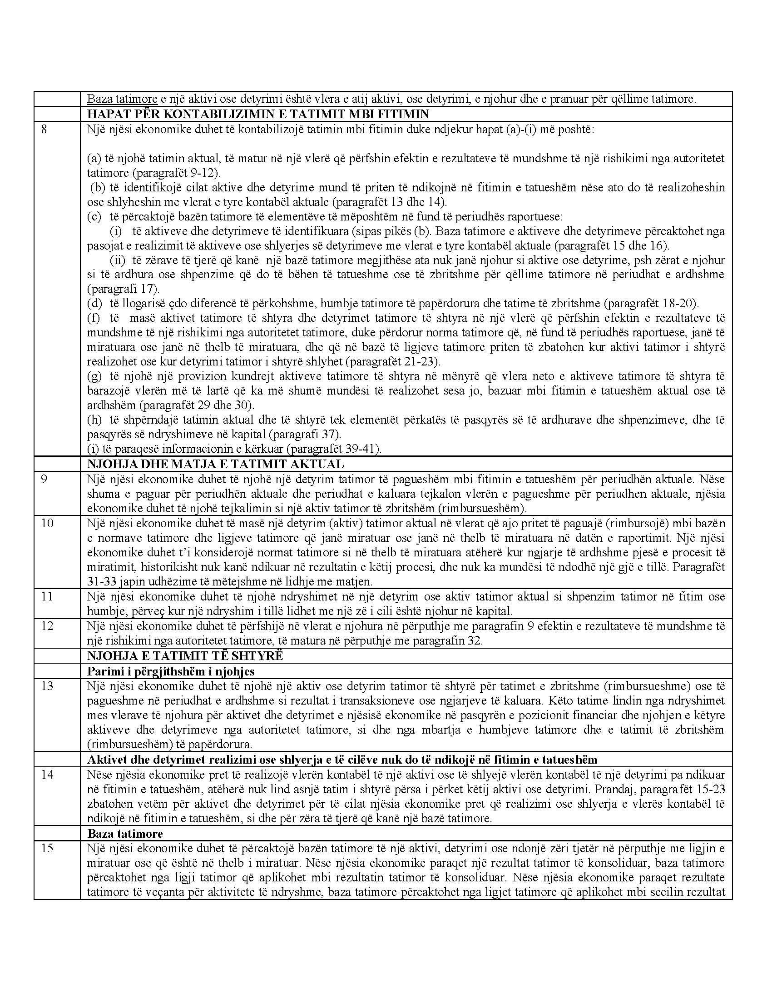 Baza tatimore e një aktivi ose detyrimi është vlera e atij aktivi, ose detyrimi, e njohur dhe e pranuar për qëllime tatimore.
HAPAT PËR KONTABILIZIMIN E TATIMIT MBI FITIMIN
8 Një njësi ekonomike duhet të kontabilizojë tatimin mbi fitimin duke ndjekur hapat (a)-(i) më poshtë:
(a) të njohë tatimin aktual, të matur në një vlerë që përfshin efektin e rezultateve të mundshme të një rishikimi nga autoritetet
tatimore (paragrafët 9-12).
(b) të identifikojë cilat aktive dhe detyrime mund të priten të ndikojnë në fitimin e tatueshëm nëse ato do të realizoheshin
ose shlyheshin me vlerat e tyre kontabël aktuale (paragrafët 13 dhe 14).
(c) të përcaktojë bazën tatimore të elementëve të mëposhtëm në fund të periudhës raportuese:
(i) të aktiveve dhe detyrimeve të identifikuara (sipas pikës (b). Baza tatimore e aktiveve dhe detyrimeve përcaktohet nga
pasojat e realizimit të aktiveve ose shlyerjes së detyrimeve me vlerat e tyre kontabël aktuale (paragrafët 15 dhe 16).
(ii) të zërave të tjerë që kanë një bazë tatimore megjithëse ata nuk janë njohur si aktive ose detyrime, psh zërat e njohur
si të ardhura ose shpenzime që do të bëhen të tatueshme ose të zbritshme për qëllime tatimore në periudhat e ardhshme
(paragrafi 17).
(d) të llogarisë çdo diferencë të përkohshme, humbje tatimore të papërdorura dhe tatime të zbritshme (paragrafët 18-20).
(f) të masë aktivet tatimore të shtyra dhe detyrimet tatimore të shtyra në një vlerë që përfshin efektin e rezultateve të
mundshme të një rishikimi nga autoritetet tatimore, duke përdorur norma tatimore që, në fund të periudhës raportuese, janë të
miratuara ose janë në thelb të miratuara, dhe që në bazë të ligjeve tatimore priten të zbatohen kur aktivi tatimor i shtyrë
realizohet ose kur detyrimi tatimor i shtyrë shlyhet (paragrafët 21-23).
(g) të njohë një provizion kundrejt aktiveve tatimore të shtyra në mënyrë që vlera neto e aktiveve tatimore të shtyra të
barazojë vlerën më të lartë që ka më shumë mundësi të realizohet sesa jo, bazuar mbi fitimin e tatueshëm aktual ose të
ardhshëm (paragrafët 29 dhe 30).
(h) të shpërndajë tatimin aktual dhe të shtyrë tek elementët përkatës të pasqyrës së të ardhurave dhe shpenzimeve, dhe të
pasqyrës së ndryshimeve në kapital (paragrafi 37).
(i) të paraqesë informacionin e kërkuar (paragrafët 39-41).
NJOHJA DHE MATJA E TATIMIT AKTUAL
9 Një njësi ekonomike duhet të njohë një detyrim tatimor të pagueshëm mbi fitimin e tatueshëm për periudhën aktuale. Nëse
shuma e paguar për periudhën aktuale dhe periudhat e kaluara tejkalon vlerën e pagueshme për periudhen aktuale, njësia
ekonomike duhet të njohë tejkalimin si një aktiv tatimor të zbritshëm (rimbursueshëm).
10 Një njësi ekonomike duhet të masë një detyrim (aktiv) tatimor aktual në vlerat që ajo pritet të paguajë (rimbursojë) mbi bazën
e normave tatimore dhe ligjeve tatimore që janë miratuar ose janë në thelb të miratuara në datën e raportimit. Një njësi
ekonomike duhet t’i konsiderojë normat tatimore si në thelb të miratuara atëherë kur ngjarje të ardhshme pjesë e procesit të
miratimit, historikisht nuk kanë ndikuar në rezultatin e këtij procesi, dhe nuk ka mundësi të ndodhë një gjë e tillë. Paragrafët
31-33 japin udhëzime të mëtejshme në lidhje me matjen.
11 Një njësi ekonomike duhet të njohë ndryshimet në një detyrim ose aktiv tatimor aktual si shpenzim tatimor në fitim ose
humbje, përveç kur një ndryshim i tillë lidhet me një zë i cili është njohur në kapital.
12 Një njësi ekonomike duhet të përfshijë në vlerat e njohura në përputhje me paragrafin 9 efektin e rezultateve të mundshme të
një rishikimi nga autoritetet tatimore, të matura në përputhje me paragrafin 32.
NJOHJA E TATIMIT TË SHTYRË
Parimi i përgjithshëm i njohjes
13 Një njësi ekonomike duhet të njohë një aktiv ose detyrim tatimor të shtyrë për tatimet e zbritshme (rimbursueshme) ose të
pagueshme në periudhat e ardhshme si rezultat i transaksioneve ose ngjarjeve të kaluara. Këto tatime lindin nga ndryshimet
mes vlerave të njohura për aktivet dhe detyrimet e njësisë ekonomike në pasqyrën e pozicionit financiar dhe njohjen e këtyre
aktiveve dhe detyrimeve nga autoritetet tatimore, si dhe nga mbartja e humbjeve tatimore dhe e tatimit të zbritshëm
(rimbursueshëm) të papërdorura.
Aktivet dhe detyrimet realizimi ose shlyerja e të cilëve nuk do të ndikojë në fitimin e tatueshëm
14 Nëse njësia ekonomike pret të realizojë vlerën kontabël të një aktivi ose të shlyejë vlerën kontabël të një detyrimi pa ndikuar
në fitimin e tatueshëm, atëherë nuk lind asnjë tatim i shtyrë përsa i përket këtij aktivi ose detyrimi. Prandaj, paragrafët 15-23
zbatohen vetëm për aktivet dhe detyrimet për të cilat njësia ekonomike pret që realizimi ose shlyerja e vlerës kontabël të
ndikojë në fitimin e tatueshëm, si dhe për zëra të tjerë që kanë një bazë tatimore.
Baza tatimore
15 Një njësi ekonomike duhet të përcaktojë bazën tatimore të një aktivi, detyrimi ose ndonjë zëri tjetër në përputhje me ligjin e
miratuar ose që është në thelb i miratuar. Nëse njësia ekonomike paraqet një rezultat tatimor të konsoliduar, baza tatimore
përcaktohet nga ligji tatimor që aplikohet mbi rezultatin tatimor të konsoliduar. Nëse njësia ekonomike paraqet rezultate
tatimore të veçanta për aktivitete të ndryshme, baza tatimore përcaktohet nga ligjet tatimore që aplikohet mbi secilin rezultat